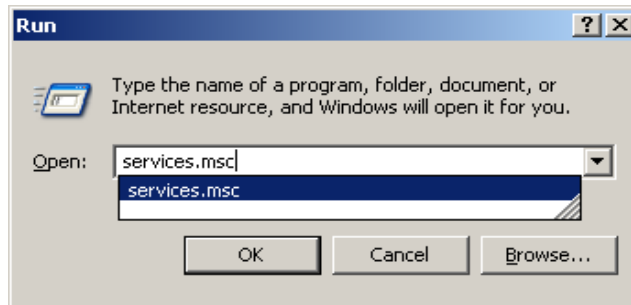 Run
Type the name of a program, folder, document, or
Internet resource, and Windows will open it for you.
Open: services.msc
services.msc
OK Cancel Browse...